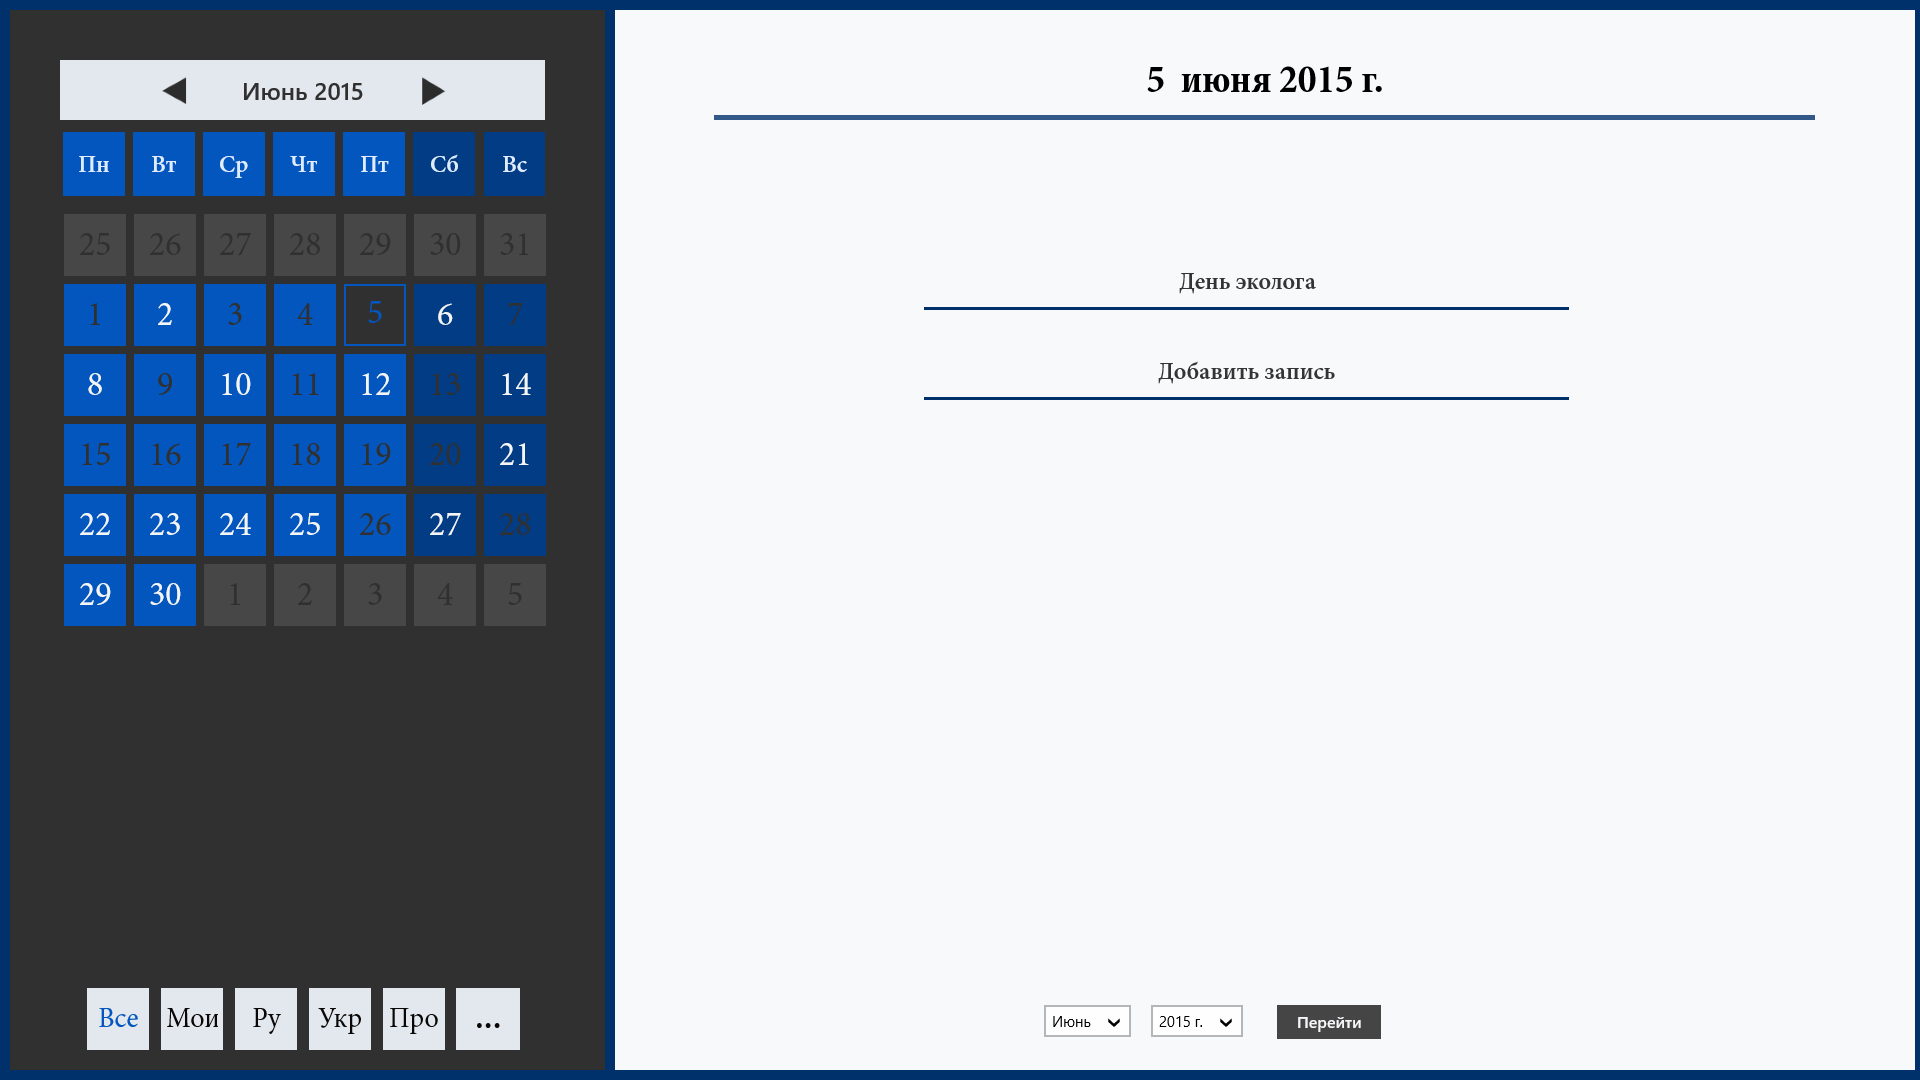 Июнь 2015
Пн Вт Ср Чт Пт Сб Вс
25 26 27 28 29 30 31
1 2 3 4 5 6 7
8 9 10 11 12 13 14
15 16 17 18 19 20 21
22 23 24 25 26 27 28
29 30 1 2 3 4 5
Все Мои Ру Укр Про ...
5 июня 2015 г.
День эколога
Добавить запись
Июнь 2015 г. Перейти